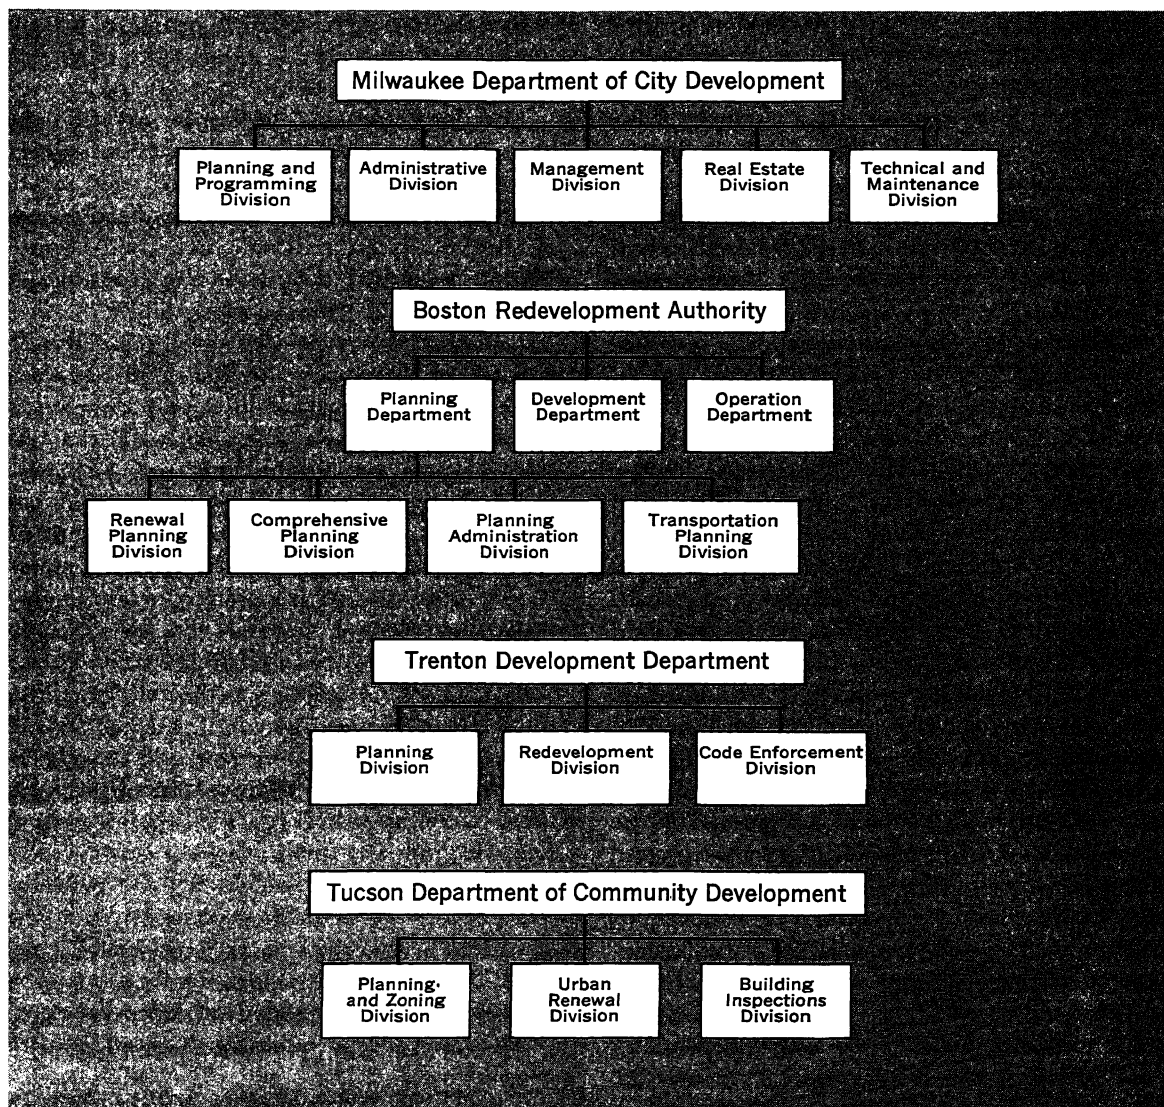 Milwaukee Department of City Development
Planning and
Programming
Division
Administrative
Division
Management
Division
Real Estate
Division
Technical and
Maintenance
Division
Boston Redevelopment Authority
Planning
Department
Development
Department
Operation
Department
Renewal
Planning
Division
Comprehensive
Planning
Division
Planning
Administration
Division
Transportation
Planning
Division
Trenton Development Department
Planning
Division
Redevelopment
Division
Code Enforcement
Division
Tucson Department of Community Development
Planning
and Zoning
Division
Urban
Renewal
Division
Building
Inspections
Division